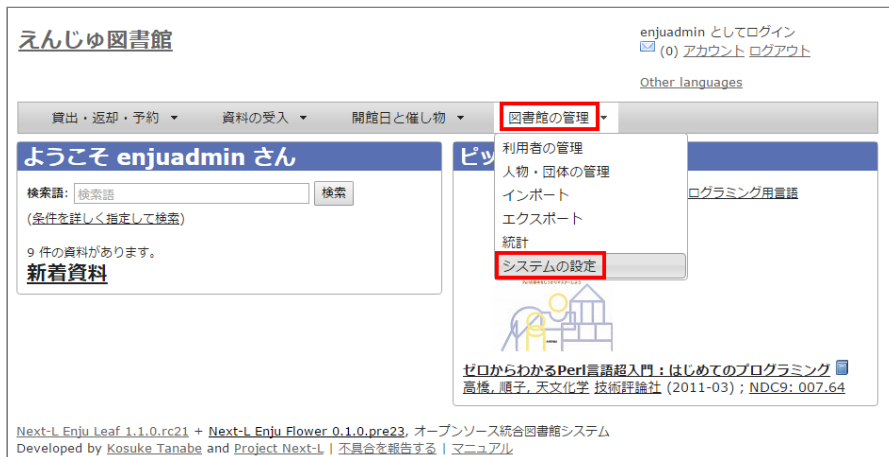 えんじゅ図書館
enjuadmin としてログイン
(0) アカウント ログアウト
Other languages
貸出・返却・予約 ▼ 資料の受入 ▼ 開館日と催し物 ▼ 図書館の管理 ▼
ようこそ enjuadmin さん
検索語: 検索語 検索
(条件を詳しく指定して検索)
9 件の資料があります。
新着資料
利用者の管理
人物・団体の管理
インポート
エクスポート
統計
システムの設定
ピッ
ログラミング用言語
ゼロからわかるPerl言語超入門 : はじめてのプログラミング
高橋, 順子, 天文化学 技術評論社 (2011-03) ; NDC9: 007.64
Next-L Enju Leaf 1.1.0.rc21 + Next-L Enju Flower 0.1.0.pre23, オープンソース統合図書館システム
Developed by Kosuke Tanabe and Project Next-L | 不具合を報告する | マニュアル